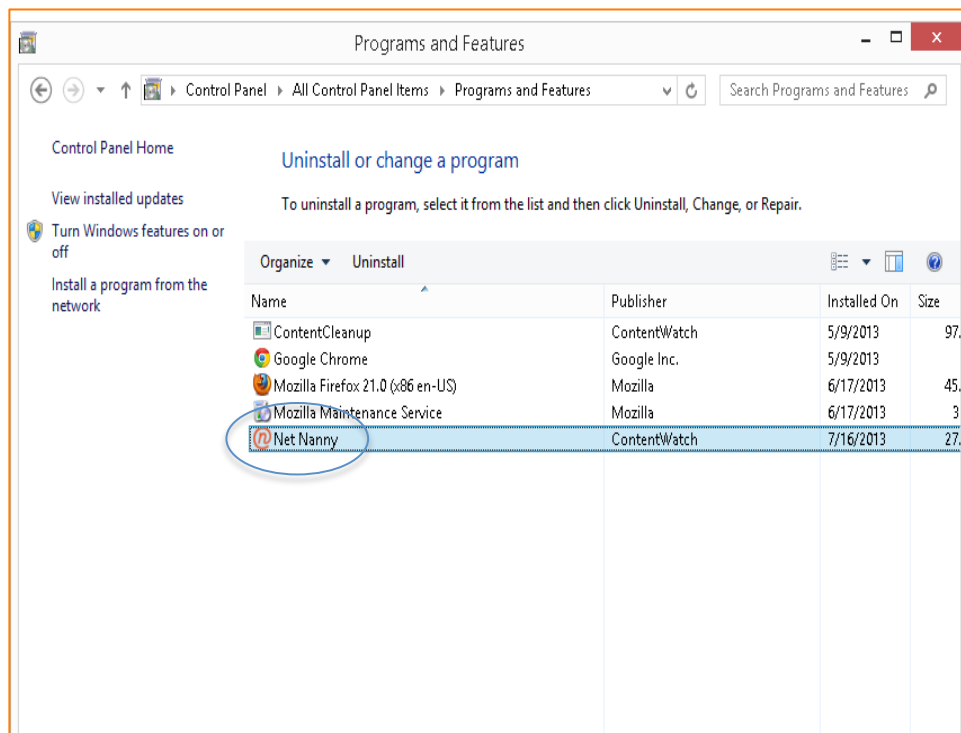 Programs and Features
Control Panel All Control Panel Items Programs and Features Search Programs and Features
Control Panel Home
View installed updates
Turn Windows features on or
off
Install a program from the
network
Uninstall or change a program
To uninstall a program, select it from the list and then click Uninstall, Change, or Repair.
Organize Uninstall
Name Publisher Installed On Size
ContentCleanup ContentWatch 5/9/2013 97.
Google Chrome Google Inc. 5/9/2013
Mozilla Firefox 21.0 (x86 en-US) Mozilla 6/17/2013 45.
Mozilla Maintenance Service Mozilla 6/17/2013 3
Net Nanny ContentWatch 7/16/2013 27.